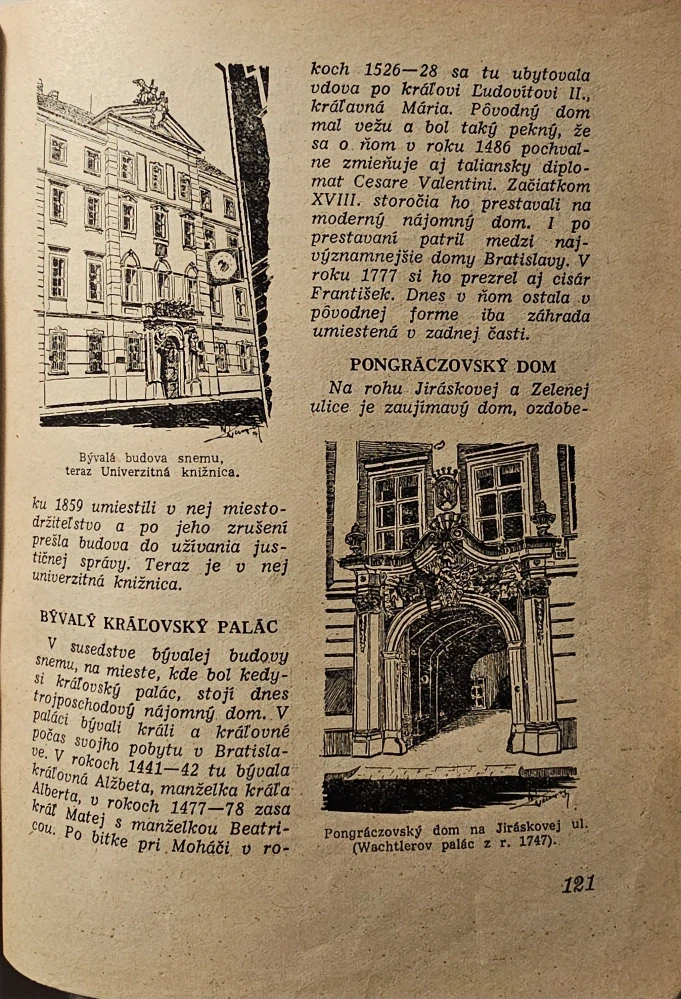 Bývalá budova snemu,
teraz Univerzitná knižnica.
ku 1859 umiestili v nej miesto-
držiteľstvo a po jeho zrušení
prešla budova do užívania jus-
tičnej správy. Teraz je v nej
univerzitná knižnica.
BÝVALÝ KRÁĽOVSKÝ PALÁC
V susedstve bývalej budovy
snemu, na mieste, kde bol kedy-
si kráľovský palác, stojí dnes
trojposchodový nájomný dom. V
paláci bývali králi a kráľovné
počas svojho pobytu v Bratisla-
ve. V rokoch 1441—42 tu bývala
kráľovná Alžbeta, manželka kráľa
Alberta, v rokoch 1477—78 zasa
kráľ Matej s manželkou Beatri-
cou. Po bitke pri Moháči v ro-
koch 1526—28 sa tu ubytovala
vdova po kráľovi Ľudovítovi II.,
kráľavná Mária. Pôvodný dom
mal vežu a bol taký pekný, že
sa o ňom v roku 1486 pochval-
ne zmieňuje aj taliansky diplo-
mat Cesare Valentini. Začiatkom
XVIII. storočia ho prestavali na
moderný nájomný dom. I po
prestavaní patril medzi naj-
významnejšie domy Bratislavy. V
roku 1777 si ho prezrel aj cisár
František. Dnes v ňom ostala v
pôvodnej forme iba záhrada
umiestená v zadnej časti.
PONGRÁCZOVSKÝ DOM
Na rohu Jiráskovej a Zelenej
ulice je zaujímavý dom, ozdobe-
Pongráczovský dom na Jiráskovej ul.
(Wachtlerov palác z r. 1747).
121